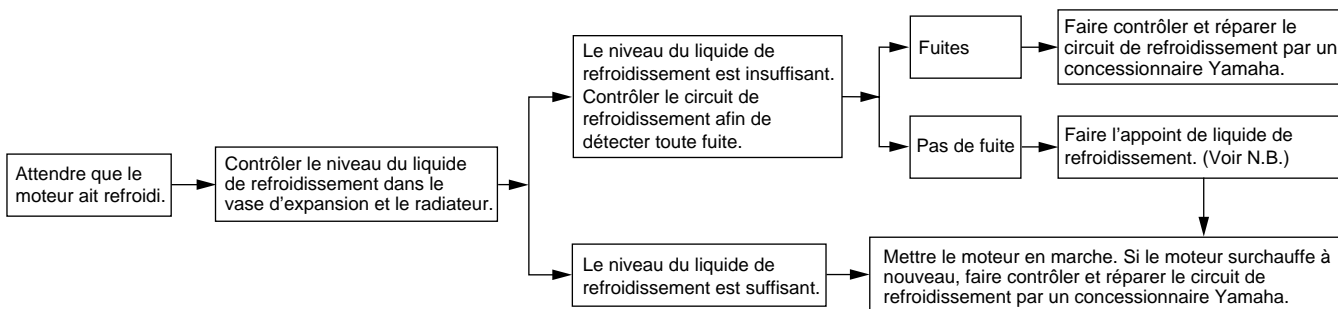 Attendre que le
moteur ait refroidi.
Contrôler le niveau du liquide
de refroidissement dans le
vase d'expansion et le radiateur.
Le niveau du liquide de
refroidissement est insuffisant.
Contrôler le circuit de
refroidissement afin de
détecter toute fuite.
Fuites
Faire contrôler et réparer le
circuit de refroidissement par un
concessionnaire Yamaha.
Pas de fuite
Faire l'appoint de liquide de
refroidissement. (Voir N.B.)
Le niveau du liquide de
refroidissement est suffisant.
Mettre le moteur en marche. Si le moteur surchauffe à
nouveau, faire contrôler et réparer le circuit de
refroidissement par un concessionnaire Yamaha.